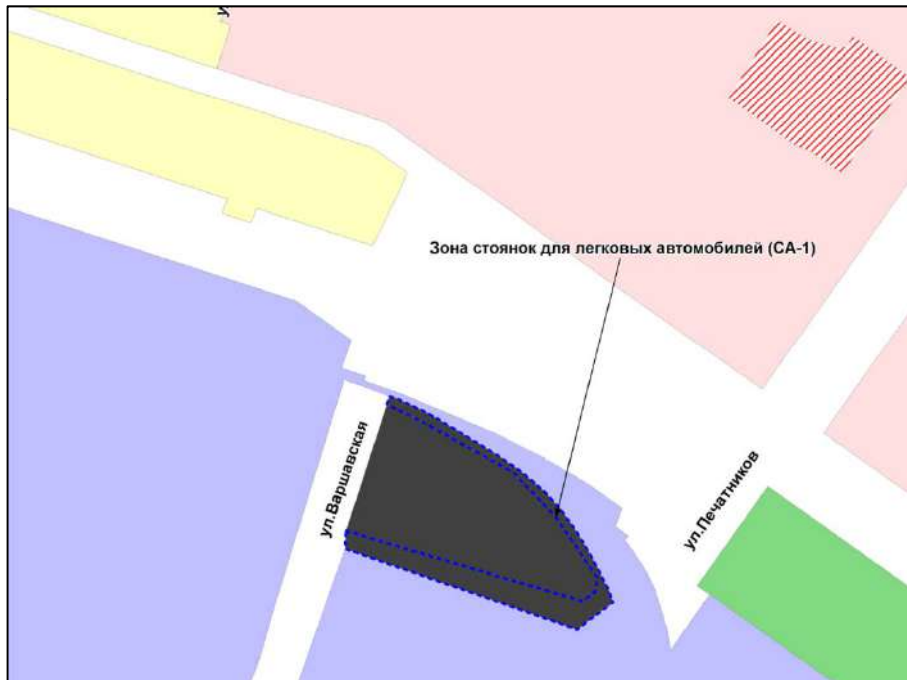 Зона стоянок для легковых автомобилей (СА-1)
ул.Варшавская
ул.Печатников